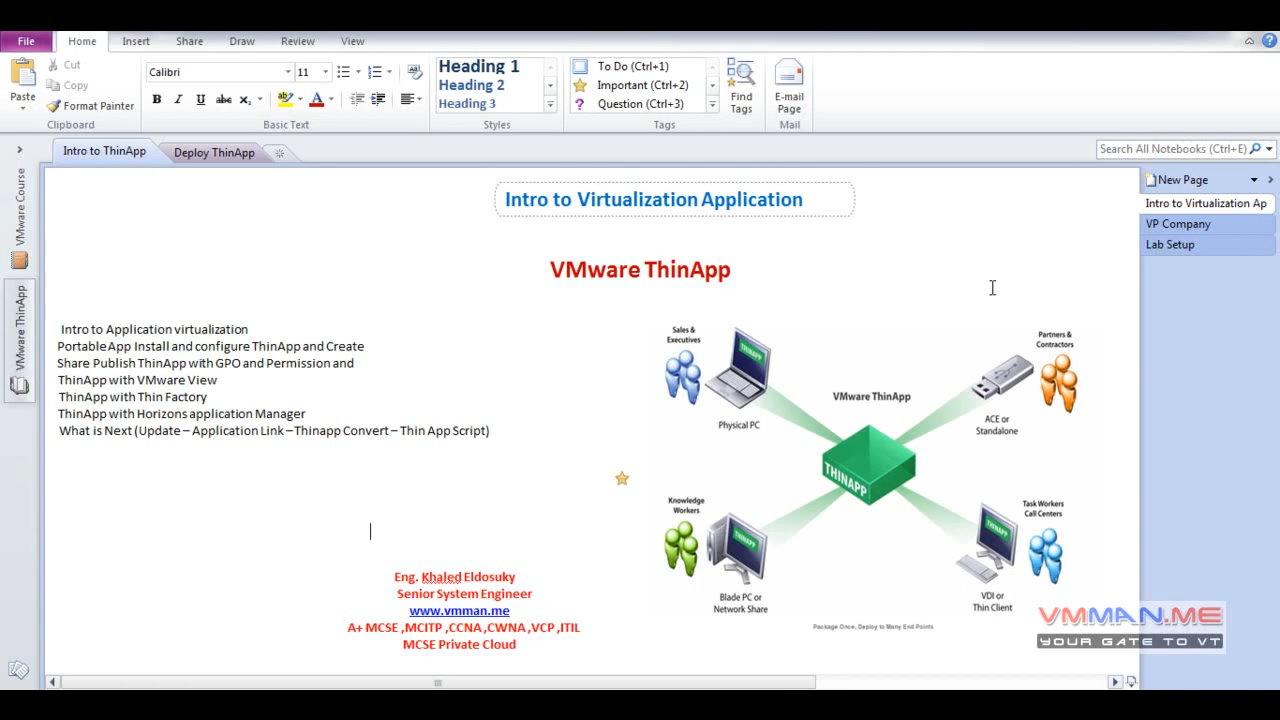 File Home Insert Share Draw Review View
Cut
Copy
Format Painter
Paste
Clipboard
Calibri 11
B I U abc X₂ A
Basic Text
Heading 1
Heading 2
Heading 3
Styles
To Do (Ctrl+1)
Important (Ctrl+2)
Question (Ctrl+3)
Tags
Find
Tags
E-mail
Page
Mail
Intro to ThinApp Deploy ThinApp
Search All Notebooks (Ctrl+E)
VMware Course
VMware ThinApp
New Page
Intro to Virtualization Ap
VP Company
Lab Setup
Intro to Virtualization Application
VMware ThinApp
Intro to Application virtualization
Portable App Install and configure ThinApp and Create
Share Publish ThinApp with GPO and Permission and
ThinApp with VMware View
ThinApp with Thin Factory
ThinApp with Horizons application Manager
What is Next (Update – Application Link – Thinapp Convert – Thin App Script)
Sales &
Executives
THINAPP
Physical PC
VMware ThinApp
Partners &
Contractors
ACE or
Standalone
THINAPP
Knowledge
Workers
THINAPP
Blade PC or
Network Share
Task Workers
Call Centers
THINAPP
VDI or
Thin Client
Package Once, Deploy to Many End Points
Eng. Khaled Eldosuky
Senior System Engineer
www.vmman.me
A+ MCSE ,MCITP ,CCNA ,CWNA ,VCP ,ITIL
MCSE Private Cloud
VMMAN.ME
YOUR GATE TO VT